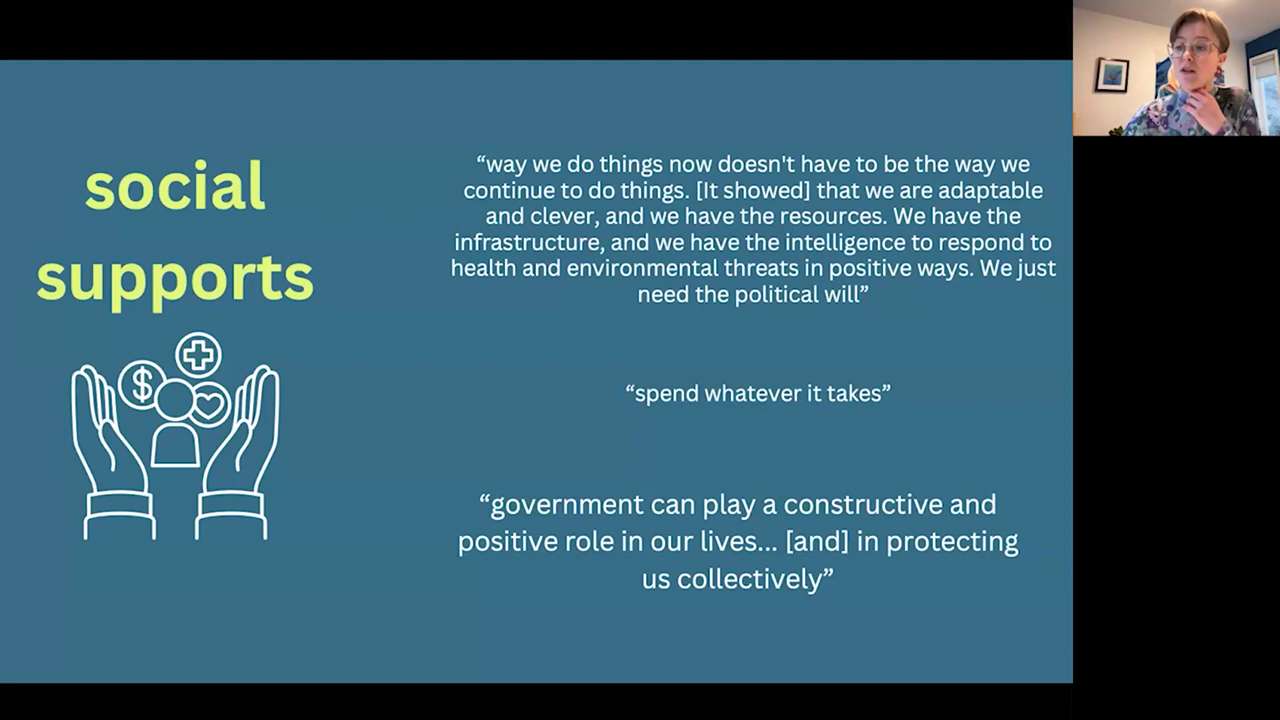 social
supports
$
“way we do things now doesn't have to be the way we
continue to do things. [It showed] that we are adaptable
and clever, and we have the resources. We have the
infrastructure, and we have the intelligence to respond to
health and environmental threats in positive ways. We just
need the political will”
“spend whatever it takes”
“government can play a constructive and
positive role in our lives... [and] in protecting
us collectively”